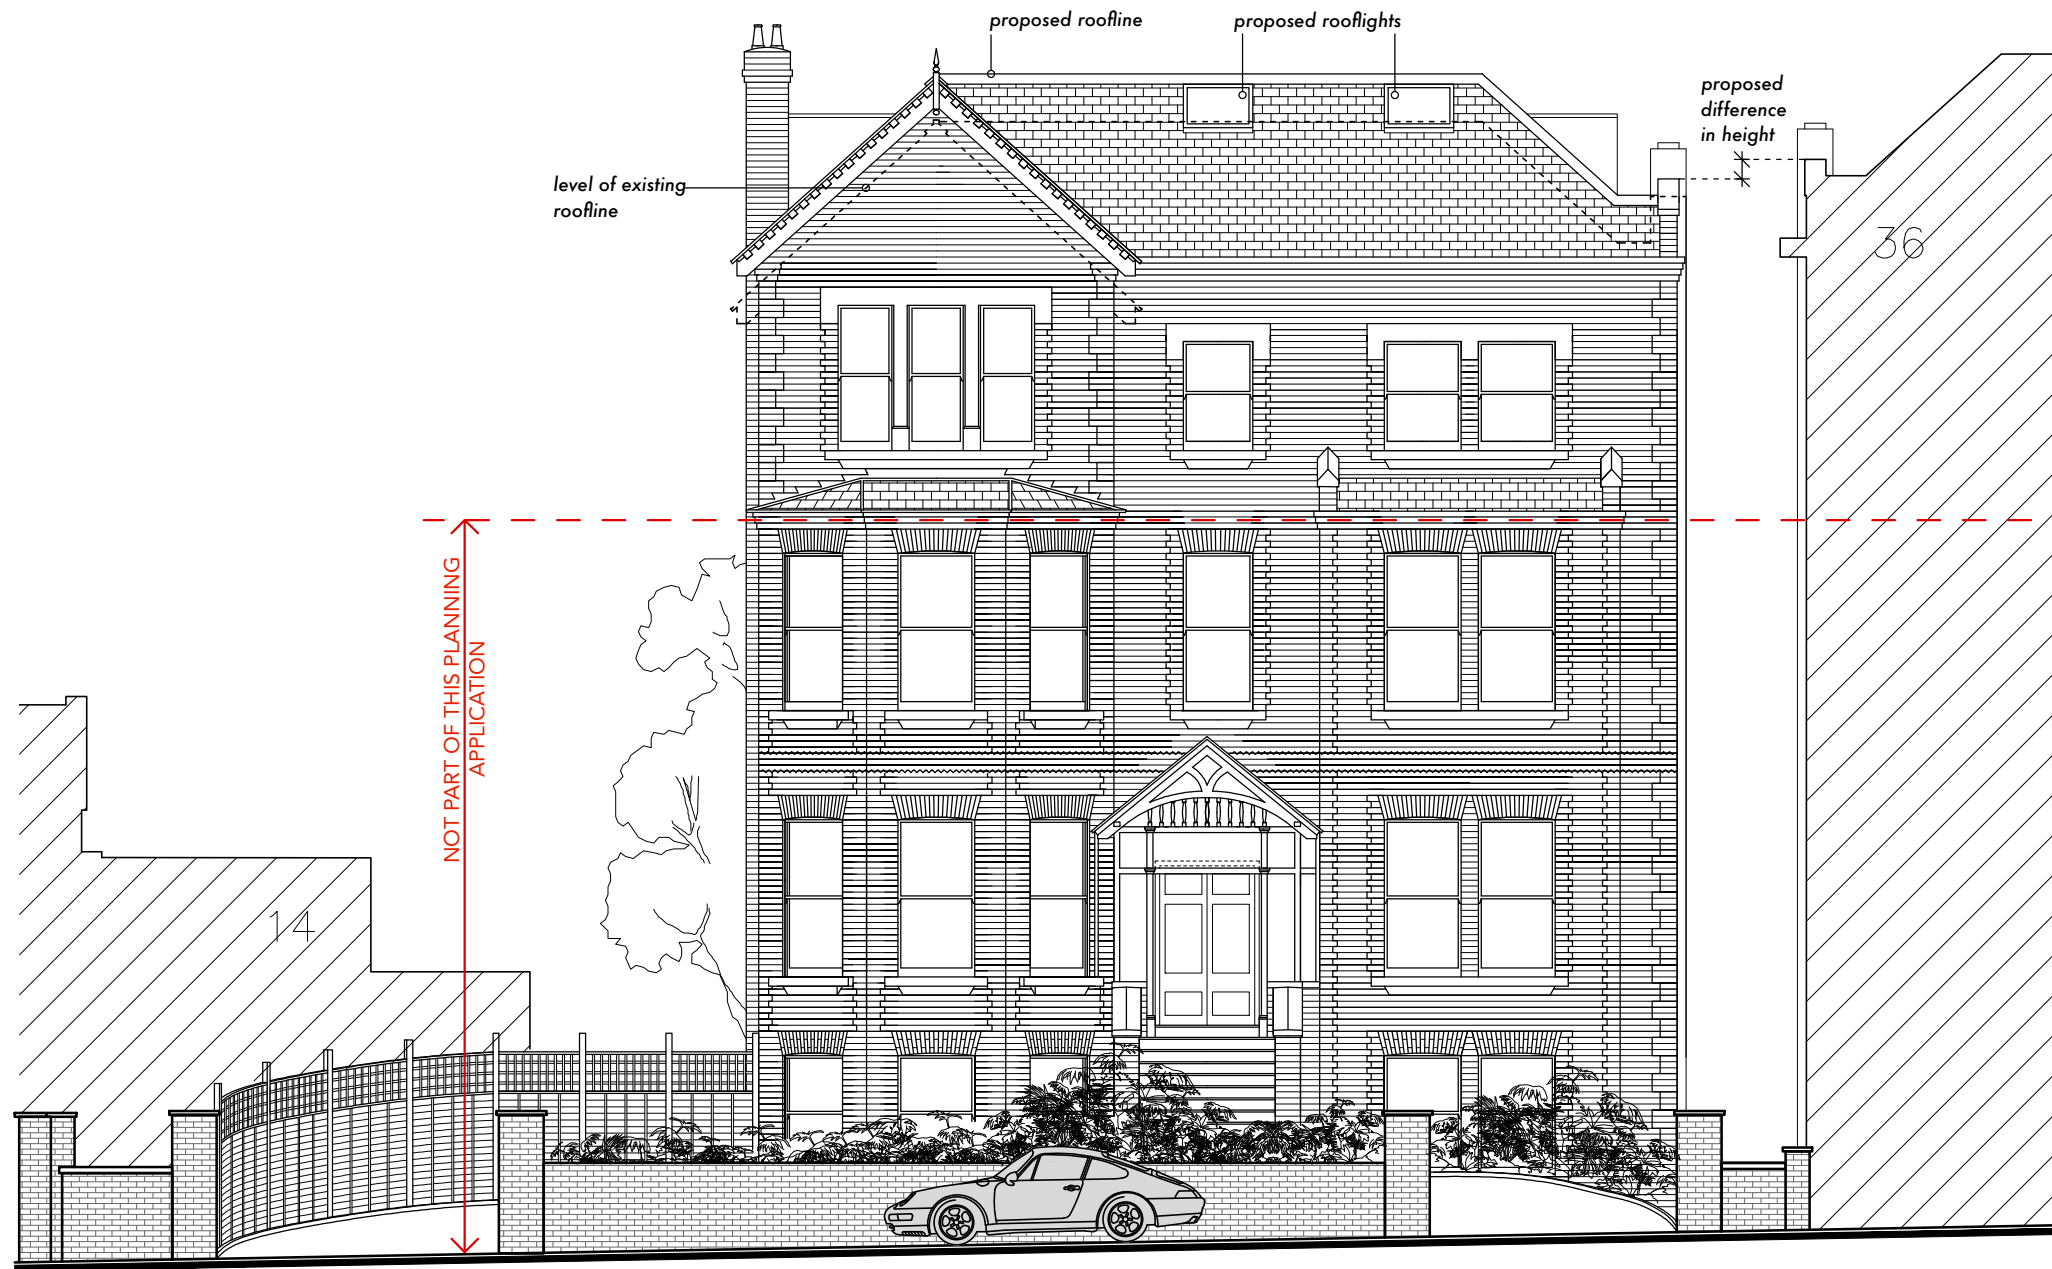 proposed roofline
proposed rooflights
proposed
difference
in height
level of existing
roofline
36
NOT PART OF THIS PLANNING
APPLICATION
14